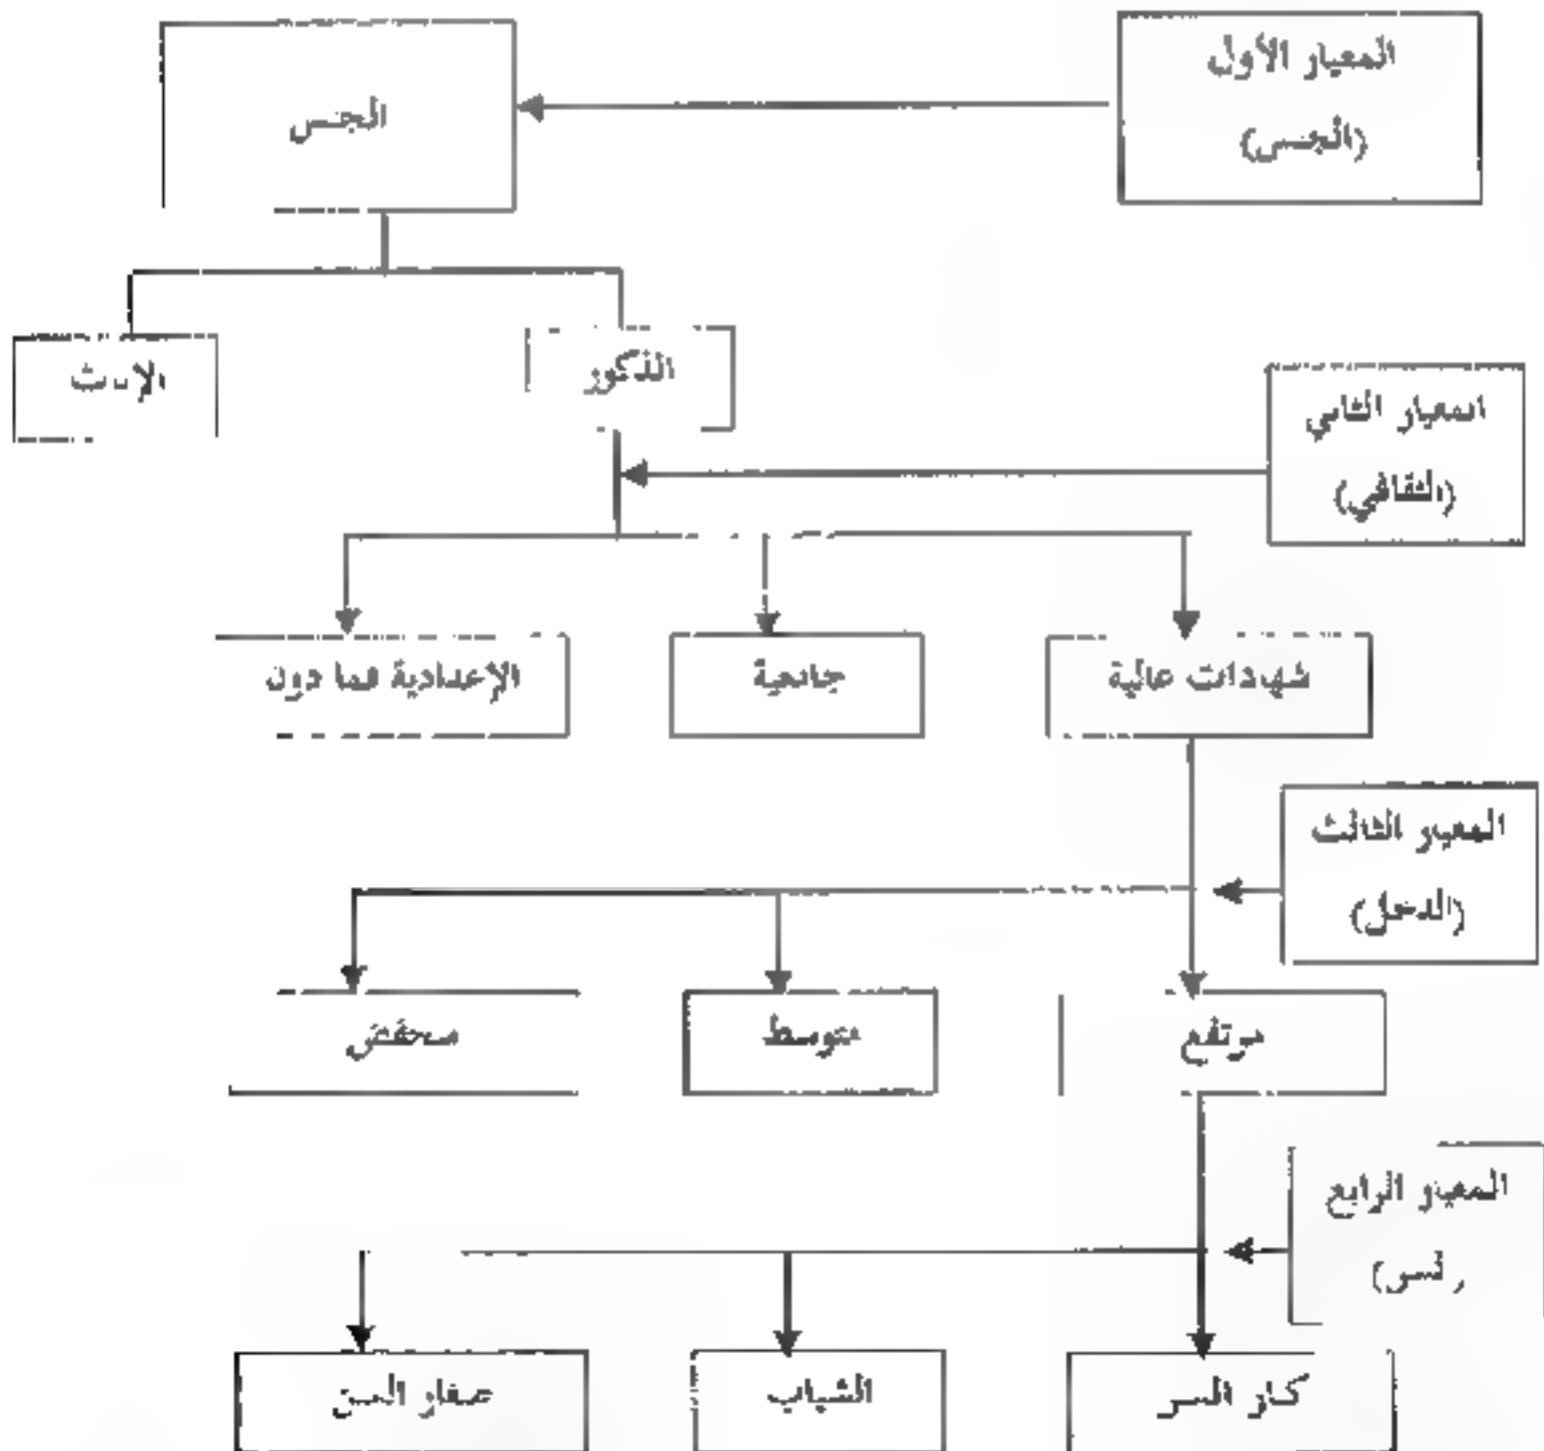 المعيار الأول
(الجنس)
الجنس
الذكور
الإناث
المعيار الثاني
(الثقافي)
شهادات عالية
جامعية
الإعدادية فما دون
المعيار الثالث
(الدخل)
مرتفع
متوسط
منخفض
المعيار الرابع
(السن)
كبار السن
الشباب
صغار السن